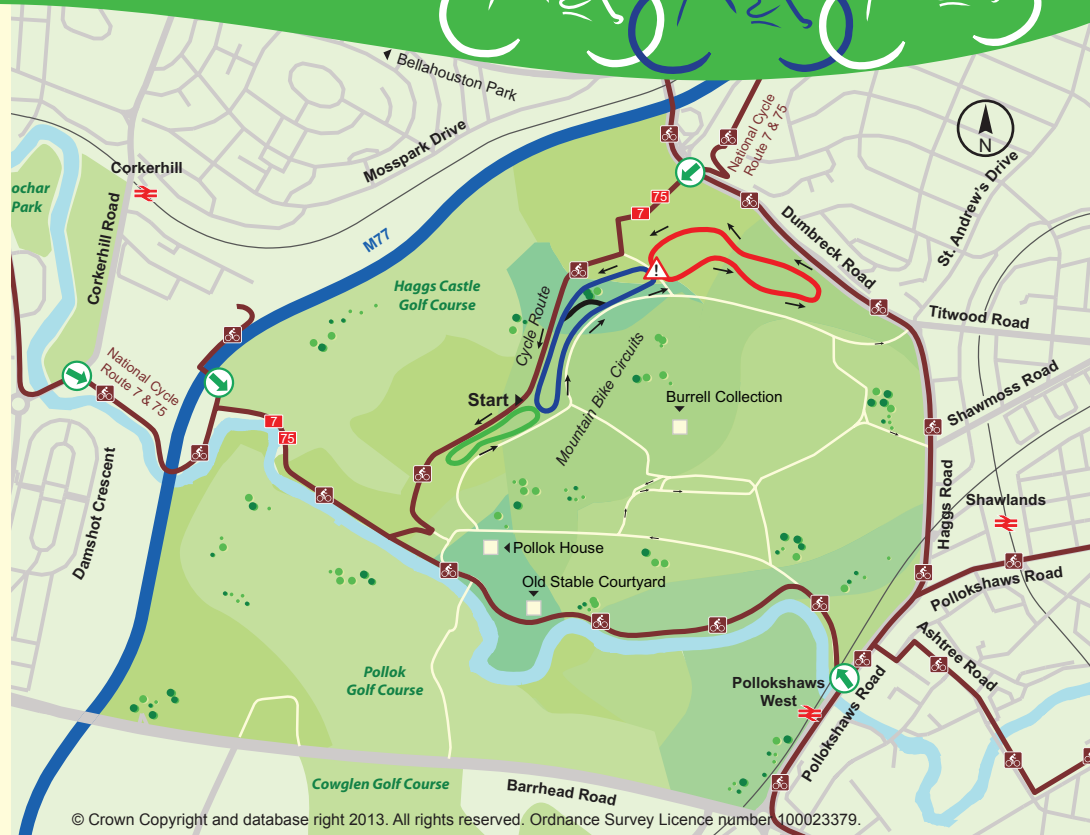 Bellahouston Park
Mosspark Drive
National Cycle
Route 7 & 75
N
St. Andrew's Drive
Corkerhill
ochar
Park
Corkerhill Road
M77
75
7
Dumbreck Road
Haggs Castle
Golf Course
Cycle Route
Titwood Road
National Cycle
Route 7 & 75
Start
Mountain Bike Circuits
Burrell Collection
Shawmoss Road
7
75
Damshot Crescent
Haggs Road
Shawlands
Pollok House
Old Stable Courtyard
Pollokshaws Road
Ashtree Road
Pollok
Golf Course
Pollokshaws
West
Pollokshaws Road
Cowglen Golf Course
Barrhead Road
© Crown Copyright and database right 2013. All rights reserved. Ordnance Survey Licence number 100023379.